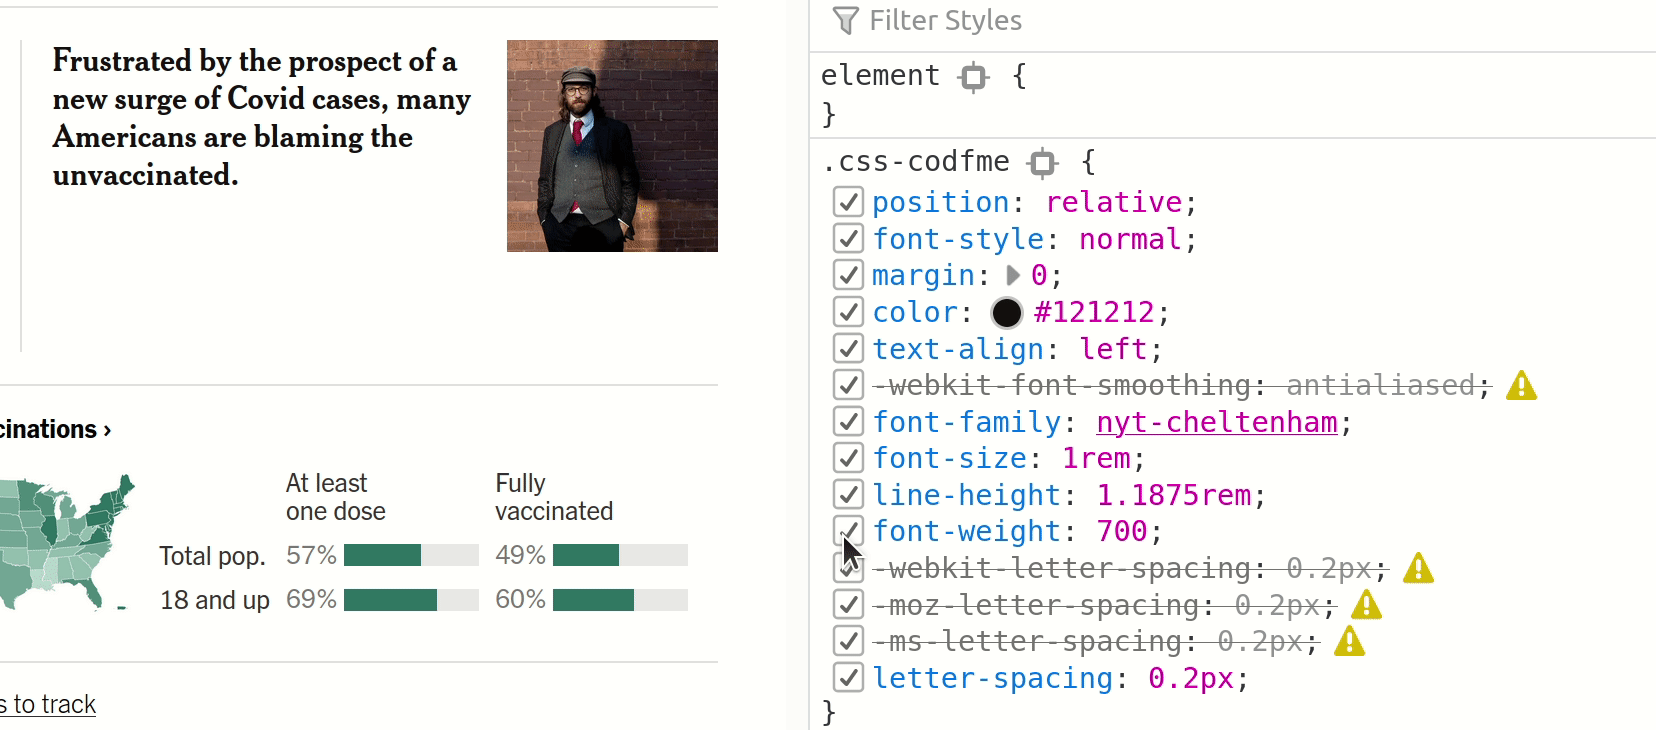 Frustrated by the prospect of a
new surge of Covid cases, many
Americans are blaming the
unvaccinated.
cinations ›
At least
one dose
Fully
vaccinated
Total pop. 57% 49%
18 and up 69% 60%
s to track
Filter Styles
element {
}
.css-codfme {
position: relative;
font-style: normal;
margin: 0;
color: #121212;
text-align: left;
-webkit-font-smoothing: antialiased;
font-family: nyt-cheltenham;
font-size: 1rem;
line-height: 1.1875rem;
font-weight: 700;
-webkit-letter-spacing: 0.2px;
-moz-letter-spacing: 0.2px;
-ms-letter-spacing: 0.2px;
letter-spacing: 0.2px;
}